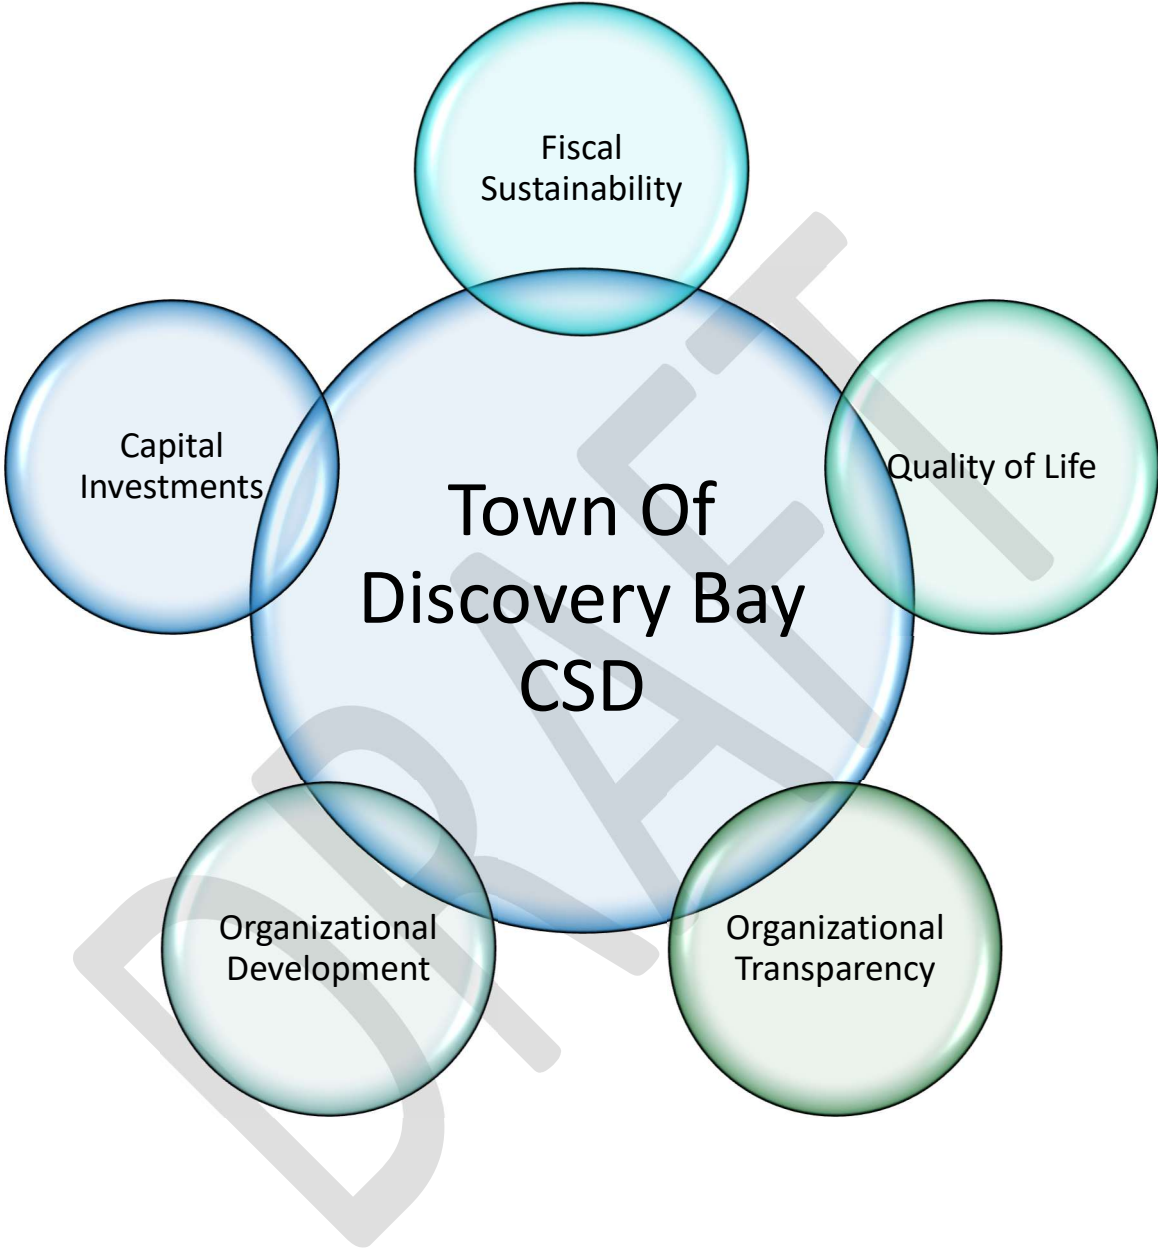 Fiscal
Sustainability
Capital
Investments
Quality of Life
Town Of
Discovery Bay
CSD
Organizational
Development
Organizational
Transparency
DRAFT